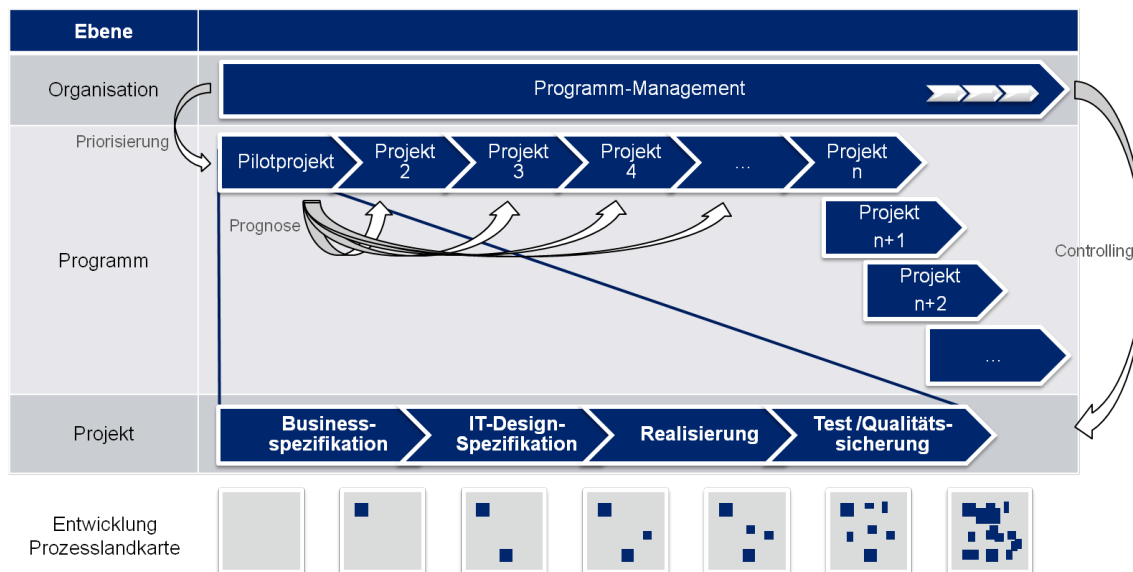 Ebene
Organisation
Programm-Management
Priorisierung
Pilotprojekt
Projekt
2
Projekt
3
Projekt
4
...
Projekt
n
Prognose
Projekt
n+1
Programm
Controlling
Projekt
n+2
...
Projekt
Business-
spezifikation
IT-Design-
Spezifikation
Realisierung
Test /Qualitäts-
sicherung
Entwicklung
Prozesslandkarte